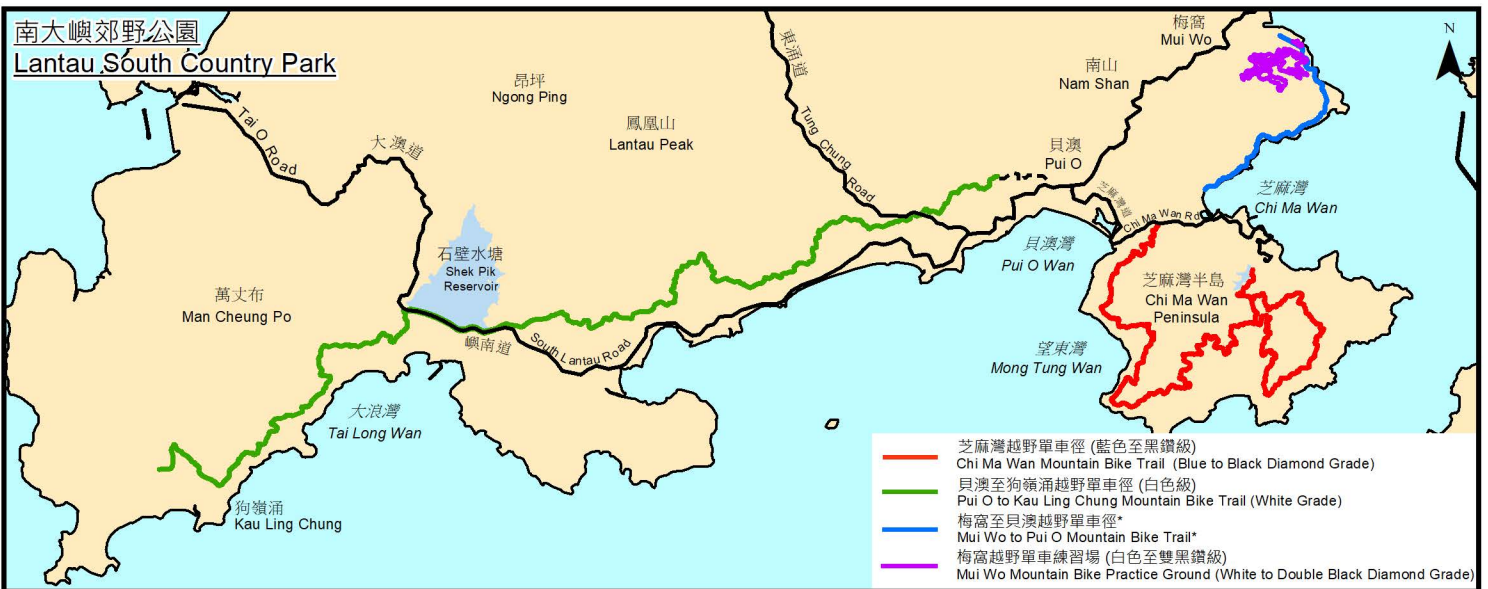 南大嶼郊野公園
Lantau South Country Park
N
梅窩
Mui Wo
東涌道
Tung Chung Road
南山
Nam Shan
昂坪
Ngong Ping
鳳凰山
Lantau Peak
Tai O Road
大澳道
貝澳
Pui O
芝麻灣道
Chi Ma Wan Rd
芝麻灣
Chi Ma Wan
貝澳灣
Pui O Wan
石壁水塘
Shek Pik
Reservoir
芝麻灣半島
Chi Ma Wan
Peninsula
萬丈布
Man Cheung Po
嶼南道
South Lantau Road
望東灣
Mong Tung Wan
大浪灣
Tai Long Wan
狗嶺涌
Kau Ling Chung
芝麻灣越野單車徑 (藍色至黑鑽級)
Chi Ma Wan Mountain Bike Trail (Blue to Black Diamond Grade)
貝澳至狗嶺涌越野單車徑 (白色級)
Pui O to Kau Ling Chung Mountain Bike Trail (White Grade)
梅窩至貝澳越野單車徑*
Mui Wo to Pui O Mountain Bike Trail*
梅窩越野單車練習場 (白色至雙黑鑽級)
Mui Wo Mountain Bike Practice Ground (White to Double Black Diamond Grade)